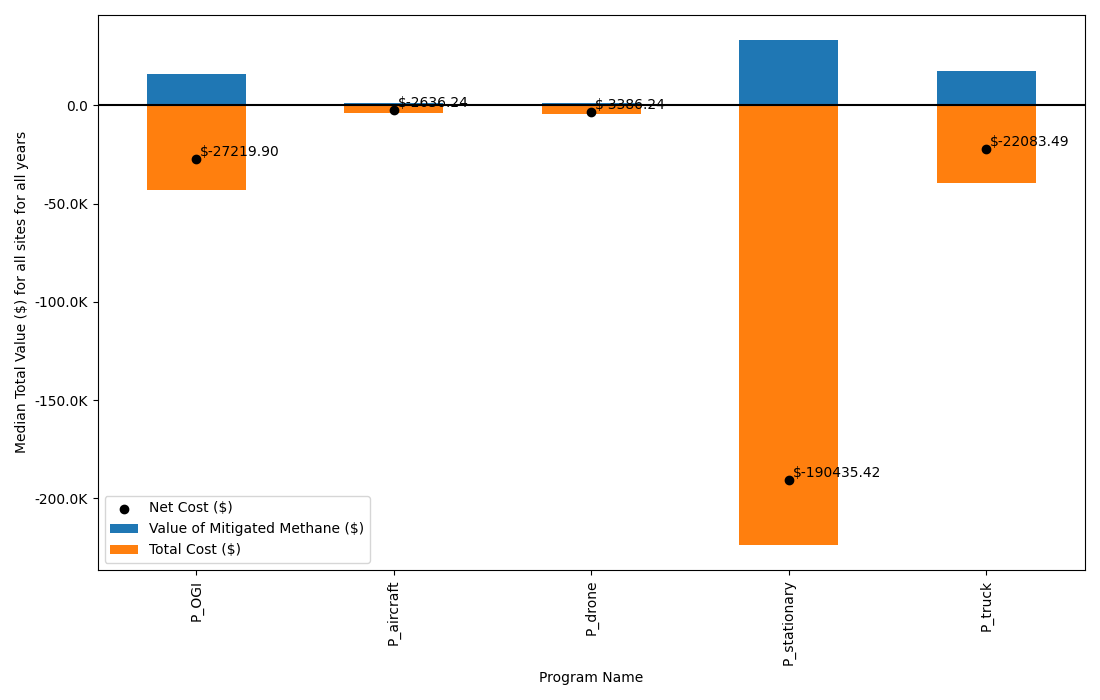 Median Total Value ($) for all sites for all years
0.0
-50.0K
-100.0K
-150.0K
-200.0K
$-27219.90
$-2636.24
$-3386.24
$-190435.42
$-22083.49
Net Cost ($)
Value of Mitigated Methane ($)
Total Cost ($)
P_OGI
P_aircraft
P_drone
P_stationary
P_truck
Program Name